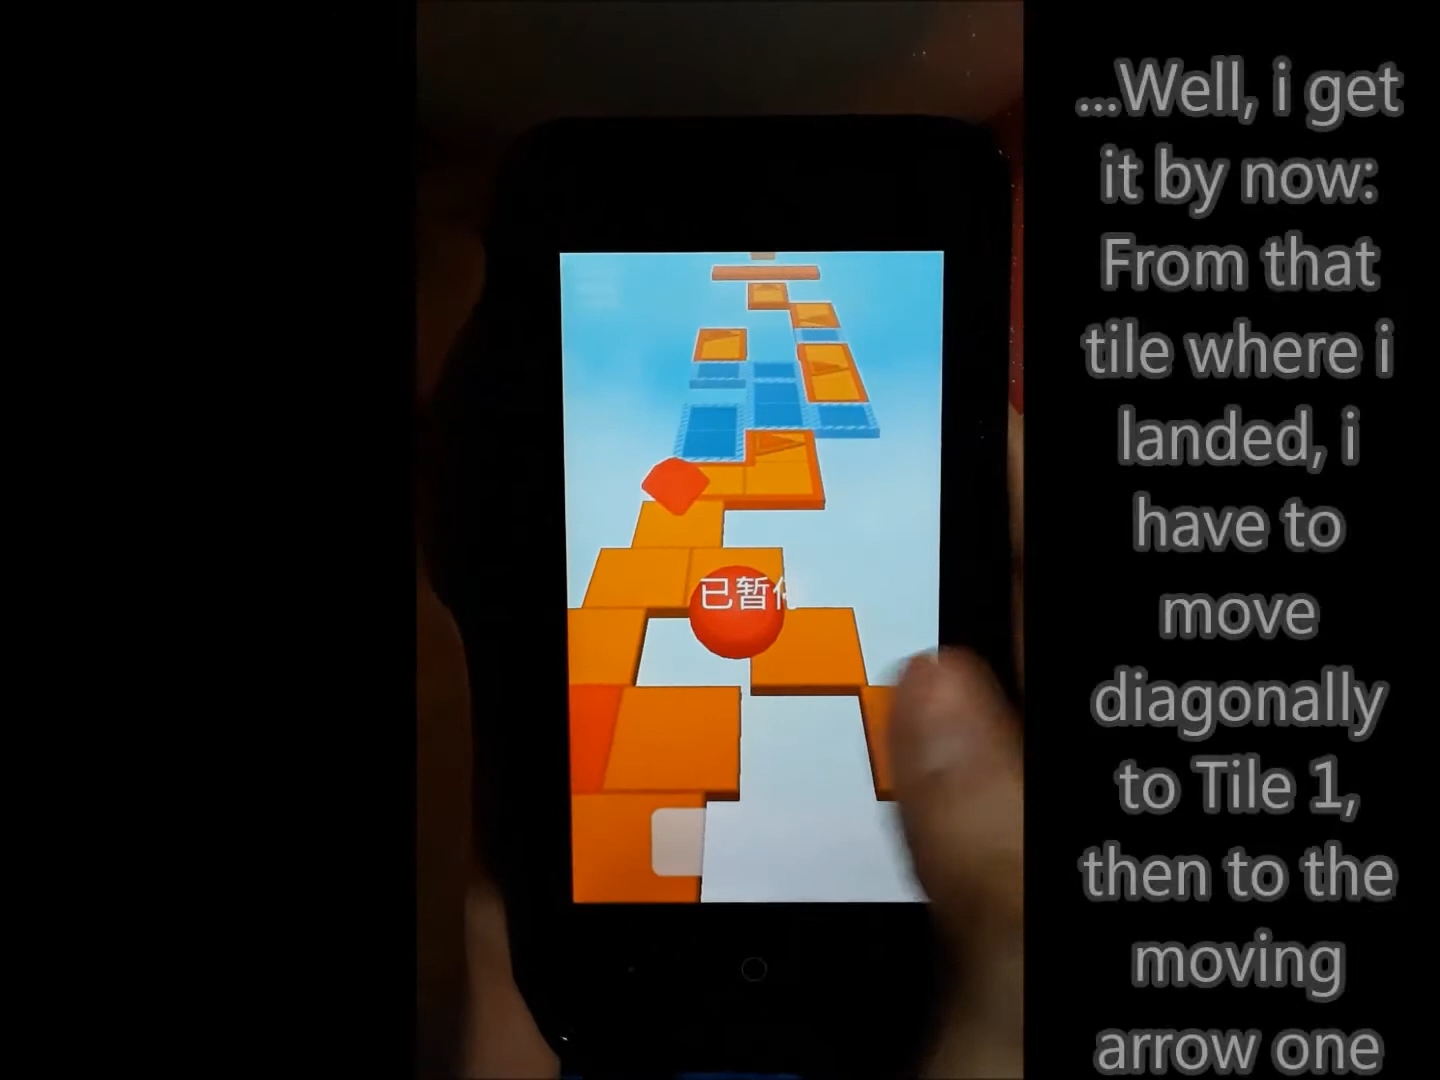 ...Well, i get
it by now:
From that
tile where i
landed, i
have to
move
diagonally
to Tile 1,
then to the
moving
arrow one
已暂